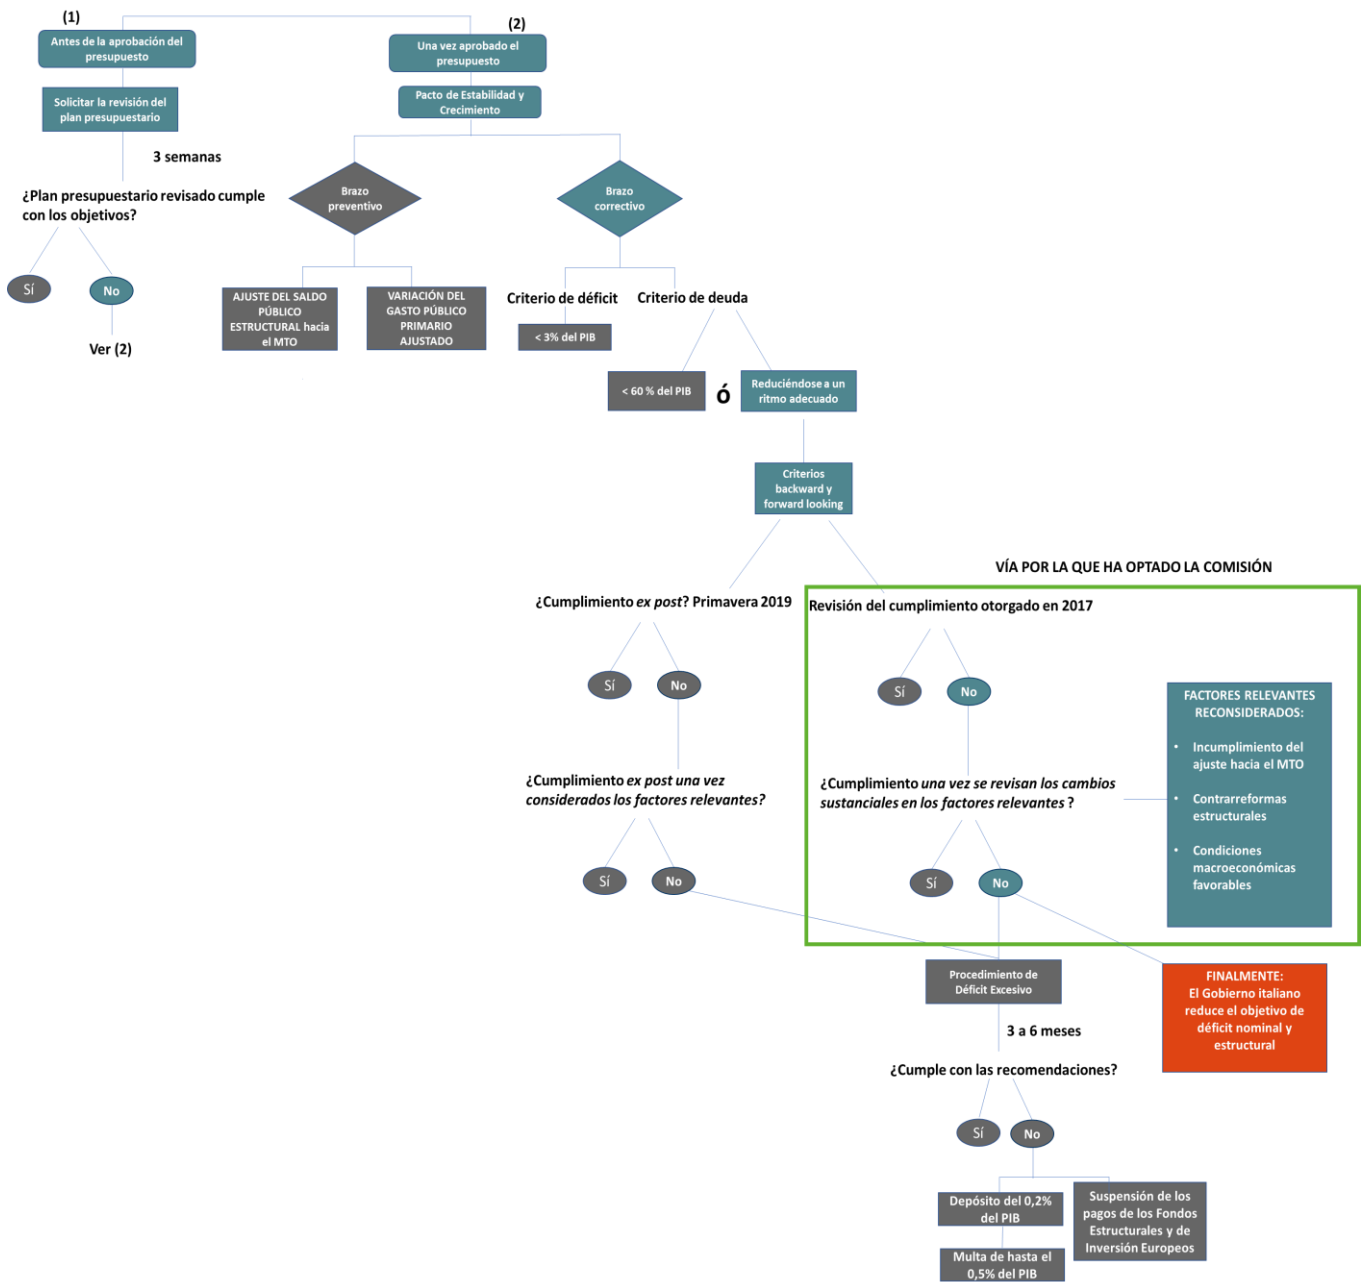 (1)
Antes de la aprobación del
presupuesto
Solicitar la revisión del
plan presupuestario
3 semanas
¿Plan presupuestario revisado cumple
con los objetivos?
Sí
No
Ver (2)
(2)
Una vez aprobado el
presupuesto
Pacto de Estabilidad y
Crecimiento
Brazo
preventivo
Brazo
correctivo
AJUSTE DEL SALDO
PÚBLICO
ESTRUCTURAL hacia
el MTO
VARIACIÓN DEL
GASTO PÚBLICO
PRIMARIO
AJUSTADO
Criterio de déficit
< 3% del PIB
Criterio de deuda
< 60 % del PIB
Ó
Reduciéndose a un
ritmo adecuado
Criterios
backward y
forward looking
¿Cumplimiento ex post? Primavera 2019
Sí
No
¿Cumplimiento ex post una vez
considerados los factores relevantes?
Sí
No
VÍA POR LA QUE HA OPTADO LA COMISIÓN
Revisión del cumplimiento otorgado en 2017
Sí
No
¿Cumplimiento una vez se revisan los cambios
sustanciales en los factores relevantes ?
Sí
No
FACTORES RELEVANTES
RECONSIDERADOS:
• Incumplimiento del
ajuste hacia el MTO
• Contrarreformas
estructurales
• Condiciones
macroeconómicas
favorables
Procedimiento de
Déficit Excesivo
FINALMENTE:
El Gobierno italiano
reduce el objetivo de
déficit nominal y
estructural
3 a 6 meses
¿Cumple con las recomendaciones?
Sí
No
Depósito del 0,2%
del PIB
Multa de hasta el
0,5% del PIB
Suspensión de los
pagos de los Fondos
Estructurales y de
Inversión Europeos